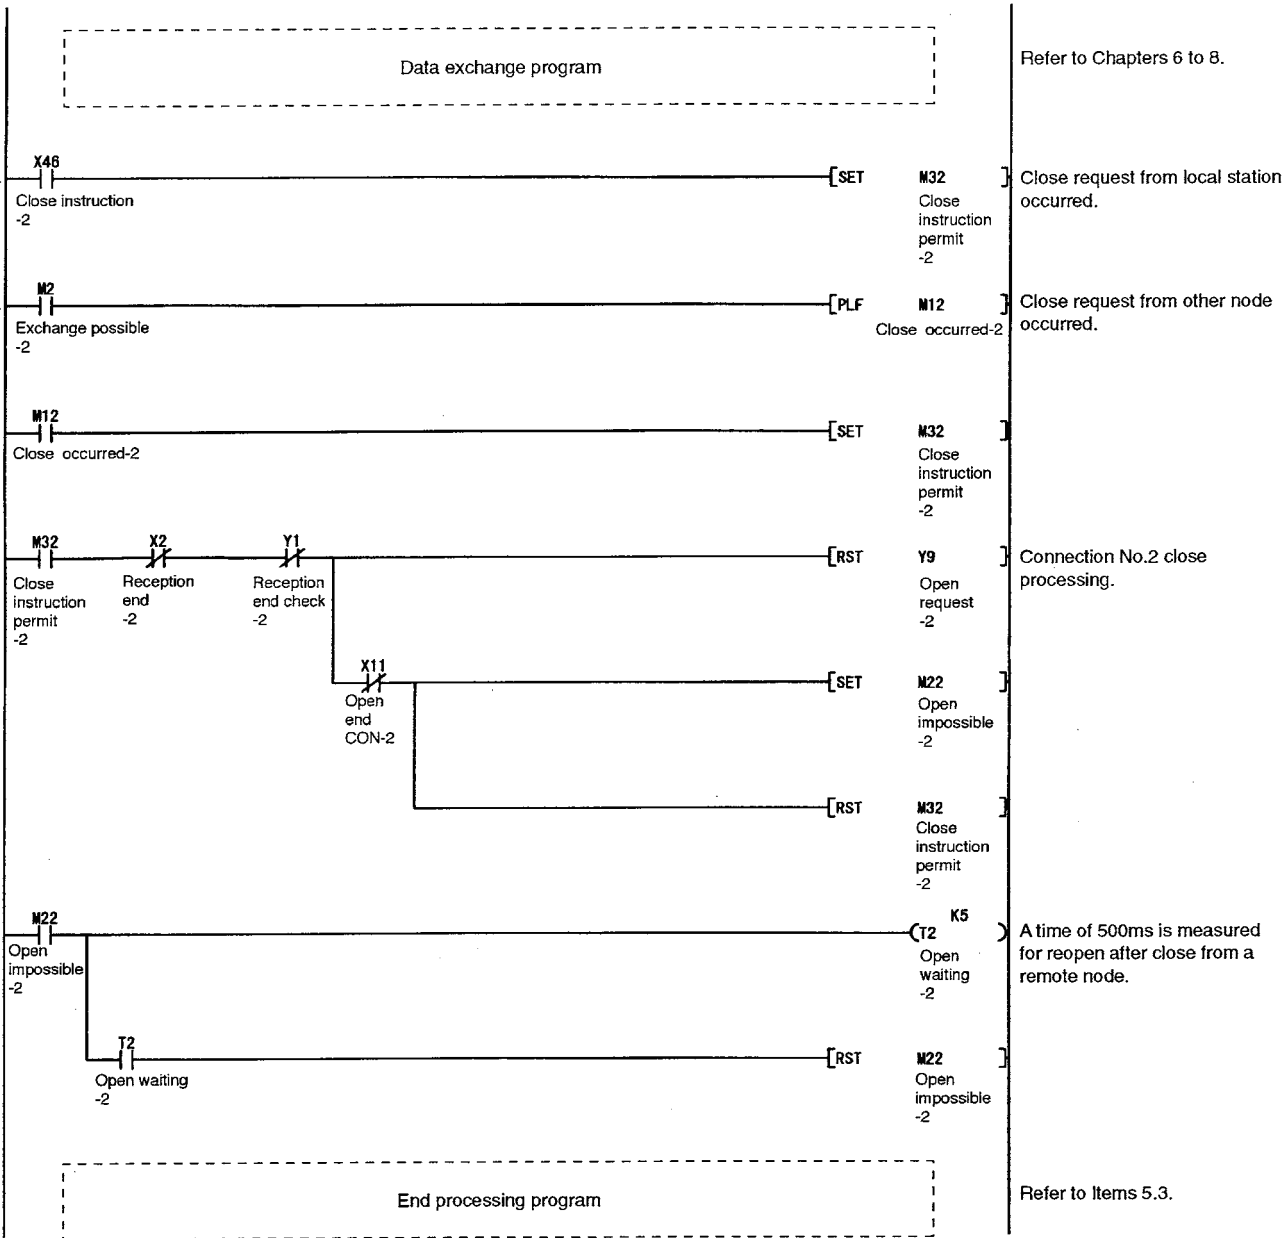 Data exchange program
Refer to Chapters 6 to 8.
X46
[SET M32 ]
Close request from local station
occurred.
Close instruction
-2
Close
instruction
permit
-2
M2
[PLF M12 ]
Close request from other node
occurred.
Exchange possible
-2
Close occurred-2
M12
[SET M32 ]
Close occurred-2
Close
instruction
permit
-2
M32 X2 Y1
[RST Y9 ]
Connection No.2 close
processing.
Close
instruction
permit
-2
Reception
end
-2
Reception
end check
-2
Open
request
-2
X11
[SET M22 ]
Open
end
CON-2
Open
impossible
-2
[RST M32 ]
Close
instruction
permit
-2
M22
K5
(T2 )
A time of 500ms is measured
for reopen after close from a
remote node.
Open
impossible
-2
Open
waiting
-2
T2
[RST M22 ]
Open waiting
-2
Open
impossible
-2
End processing program
Refer to Items 5.3.